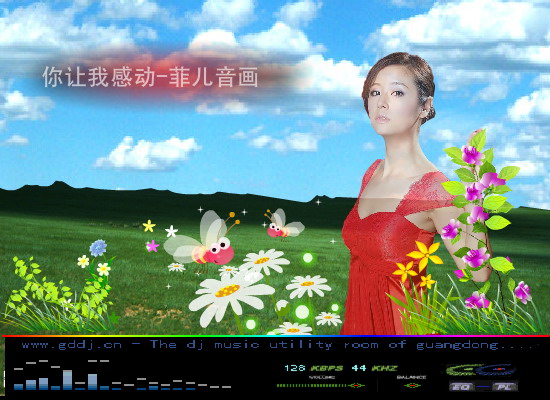 你让我感动-菲儿音画
www.gddj.cn - The dj music utility room of guangdong.....
128 KBPS 44 KHZ
VOLUME BALANCE
EQ PL